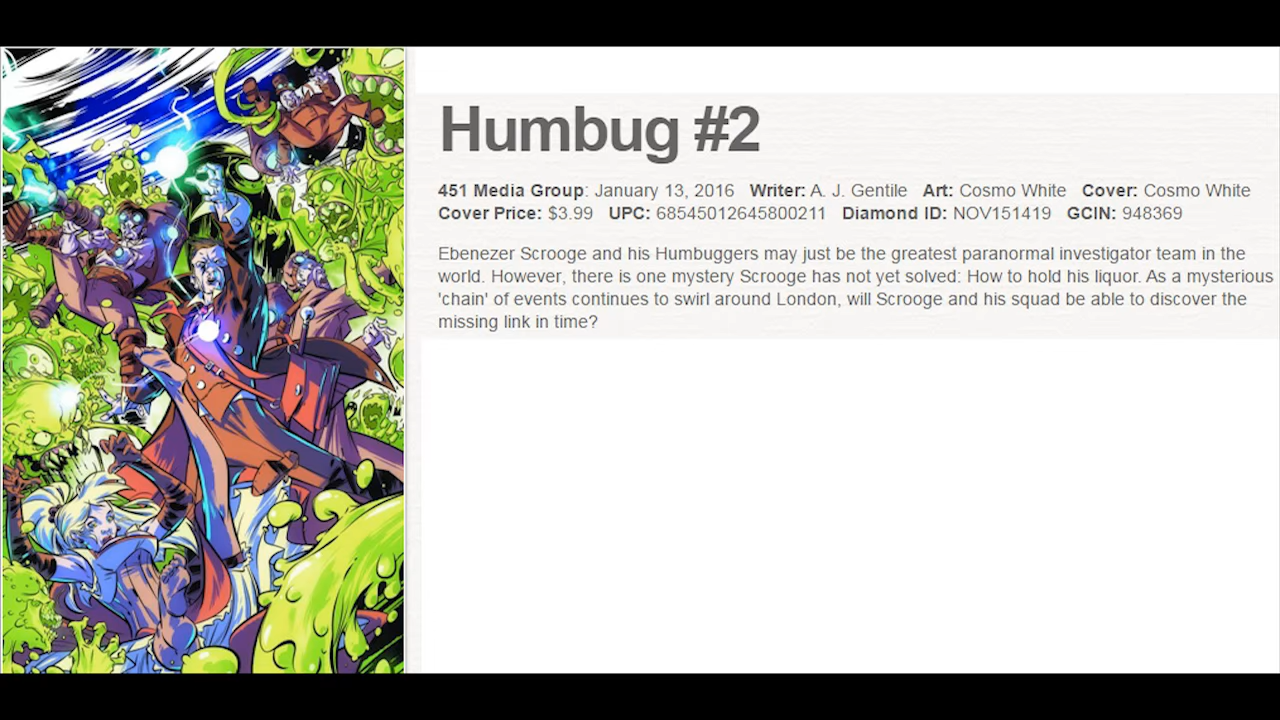 Humbug #2
451 Media Group: January 13, 2016 Writer: A. J. Gentile Art: Cosmo White Cover: Cosmo White
Cover Price: $3.99 UPC: 68545012645800211 Diamond ID: NOV151419 GCIN: 948369
Ebenezer Scrooge and his Humbuggers may just be the greatest paranormal investigator team in the
world. However, there is one mystery Scrooge has not yet solved: How to hold his liquor. As a mysterious
'chain' of events continues to swirl around London, will Scrooge and his squad be able to discover the
missing link in time?